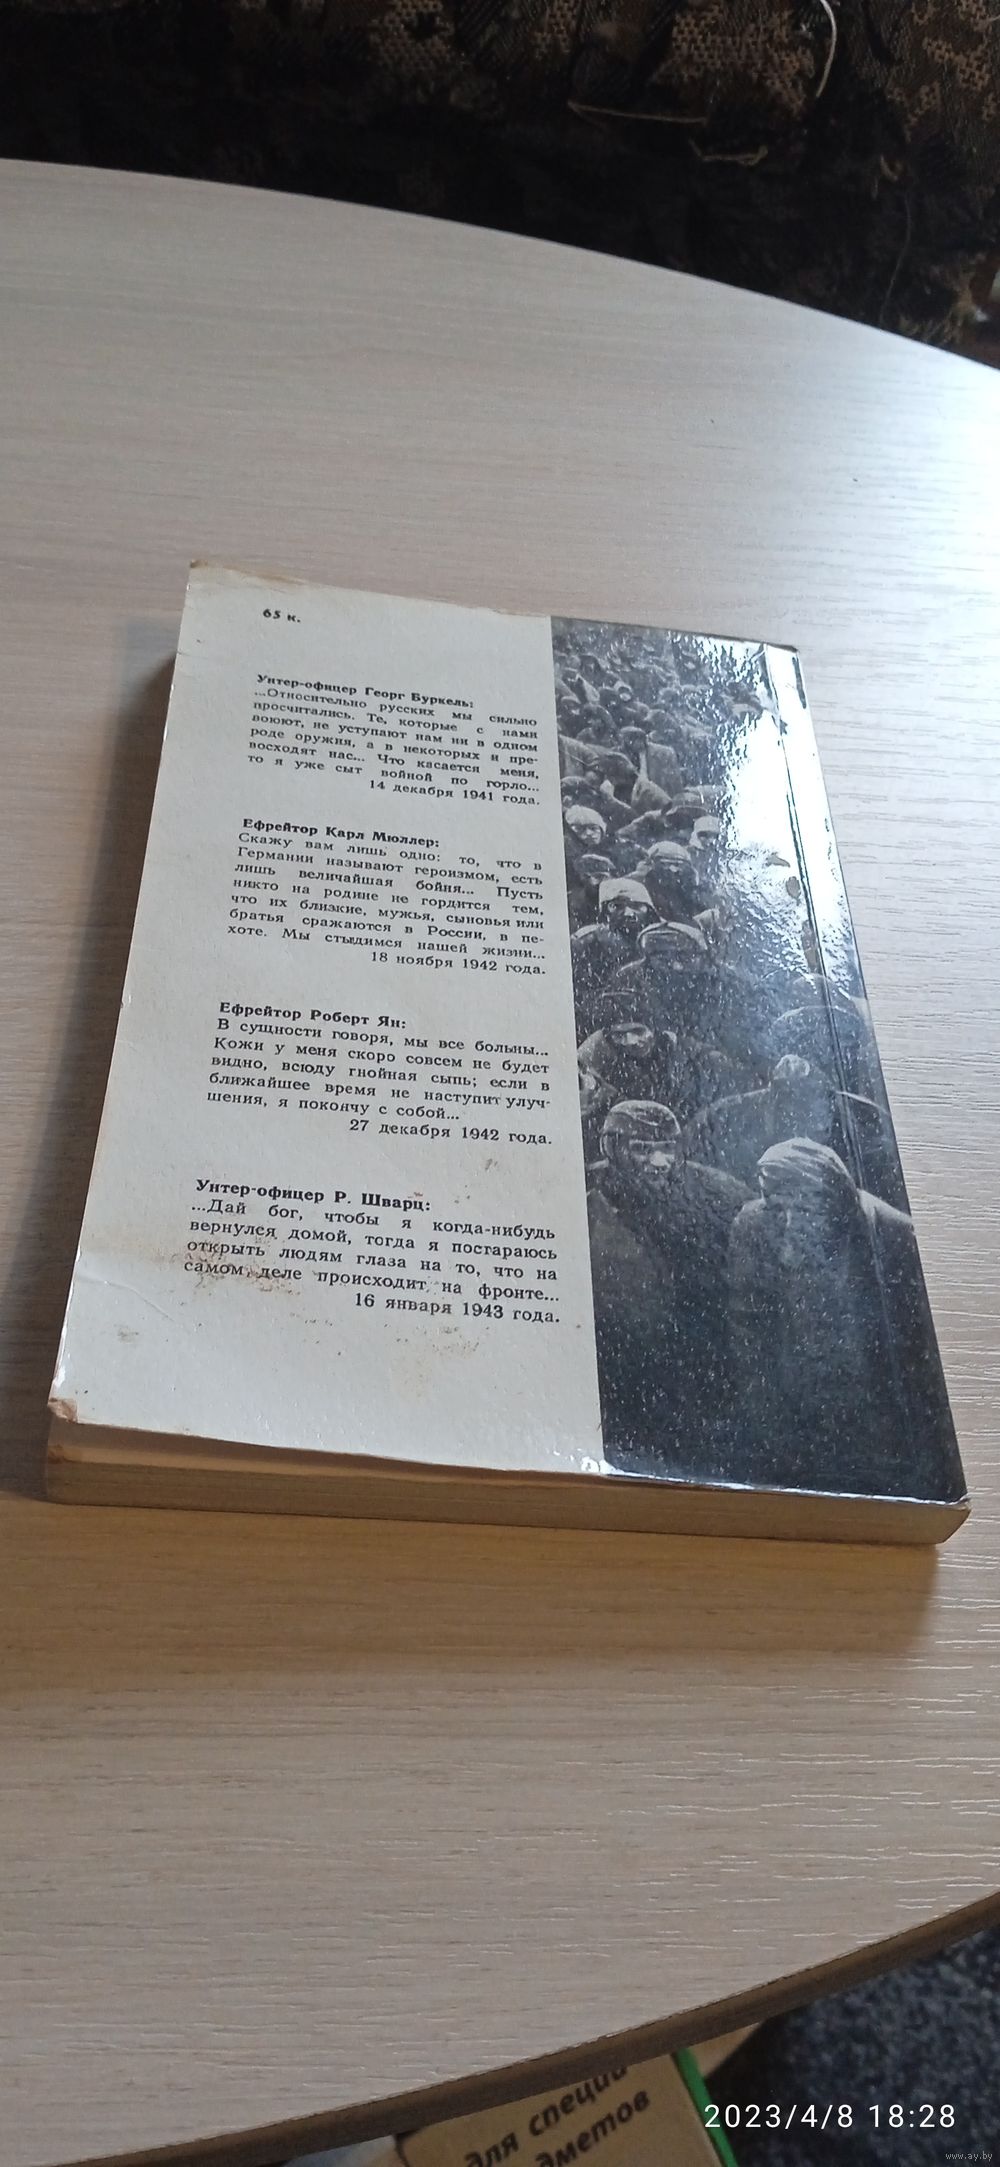 65 к.
Унтер-офицер Георг Буркель:
...Относительно русских мы сильно
просчитались. Те, которые с нами
воюют, не уступают нам ни в одном
роде оружия, а в некоторых и пре-
восходят нас... Что касается меня,
то я уже сыт войной по горло...
14 декабря 1941 года.
Ефрейтор Карл Мюллер:
Скажу вам лишь одно: то, что в
Германии называют героизмом, есть
лишь величайшая бойня... Пусть
никто на родине не гордится тем,
что их близкие, мужья, сыновья или
братья сражаются в России, в пе-
хоте. Мы стыдимся нашей жизни...
18 ноября 1942 года.
Ефрейтор Роберт Ян:
В сущности говоря, мы все больны...
Кожи у меня скоро совсем не будет
видно, всюду гнойная сыпь; если в
ближайшее время не наступит улуч-
шения, я покончу с собой...
27 декабря 1942 года.
Унтер-офицер Р. Шварц:
...Дай бог, чтобы я когда-нибудь
вернулся домой, тогда я постараюсь
открыть людям глаза на то, что на
самом деле происходит на фронте...
16 января 1943 года.
для специи
2023/4/8 18:28
www.ay.by